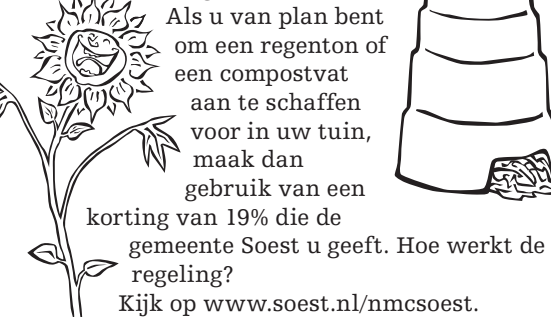 Als u van plan bent
om een regenton of
een compostvat
aan te schaffen
voor in uw tuin,
maak dan
gebruik van een
korting van 19% die de
gemeente Soest u geeft. Hoe werkt de
regeling?
Kijk op www.soest.nl/nmcsoest.